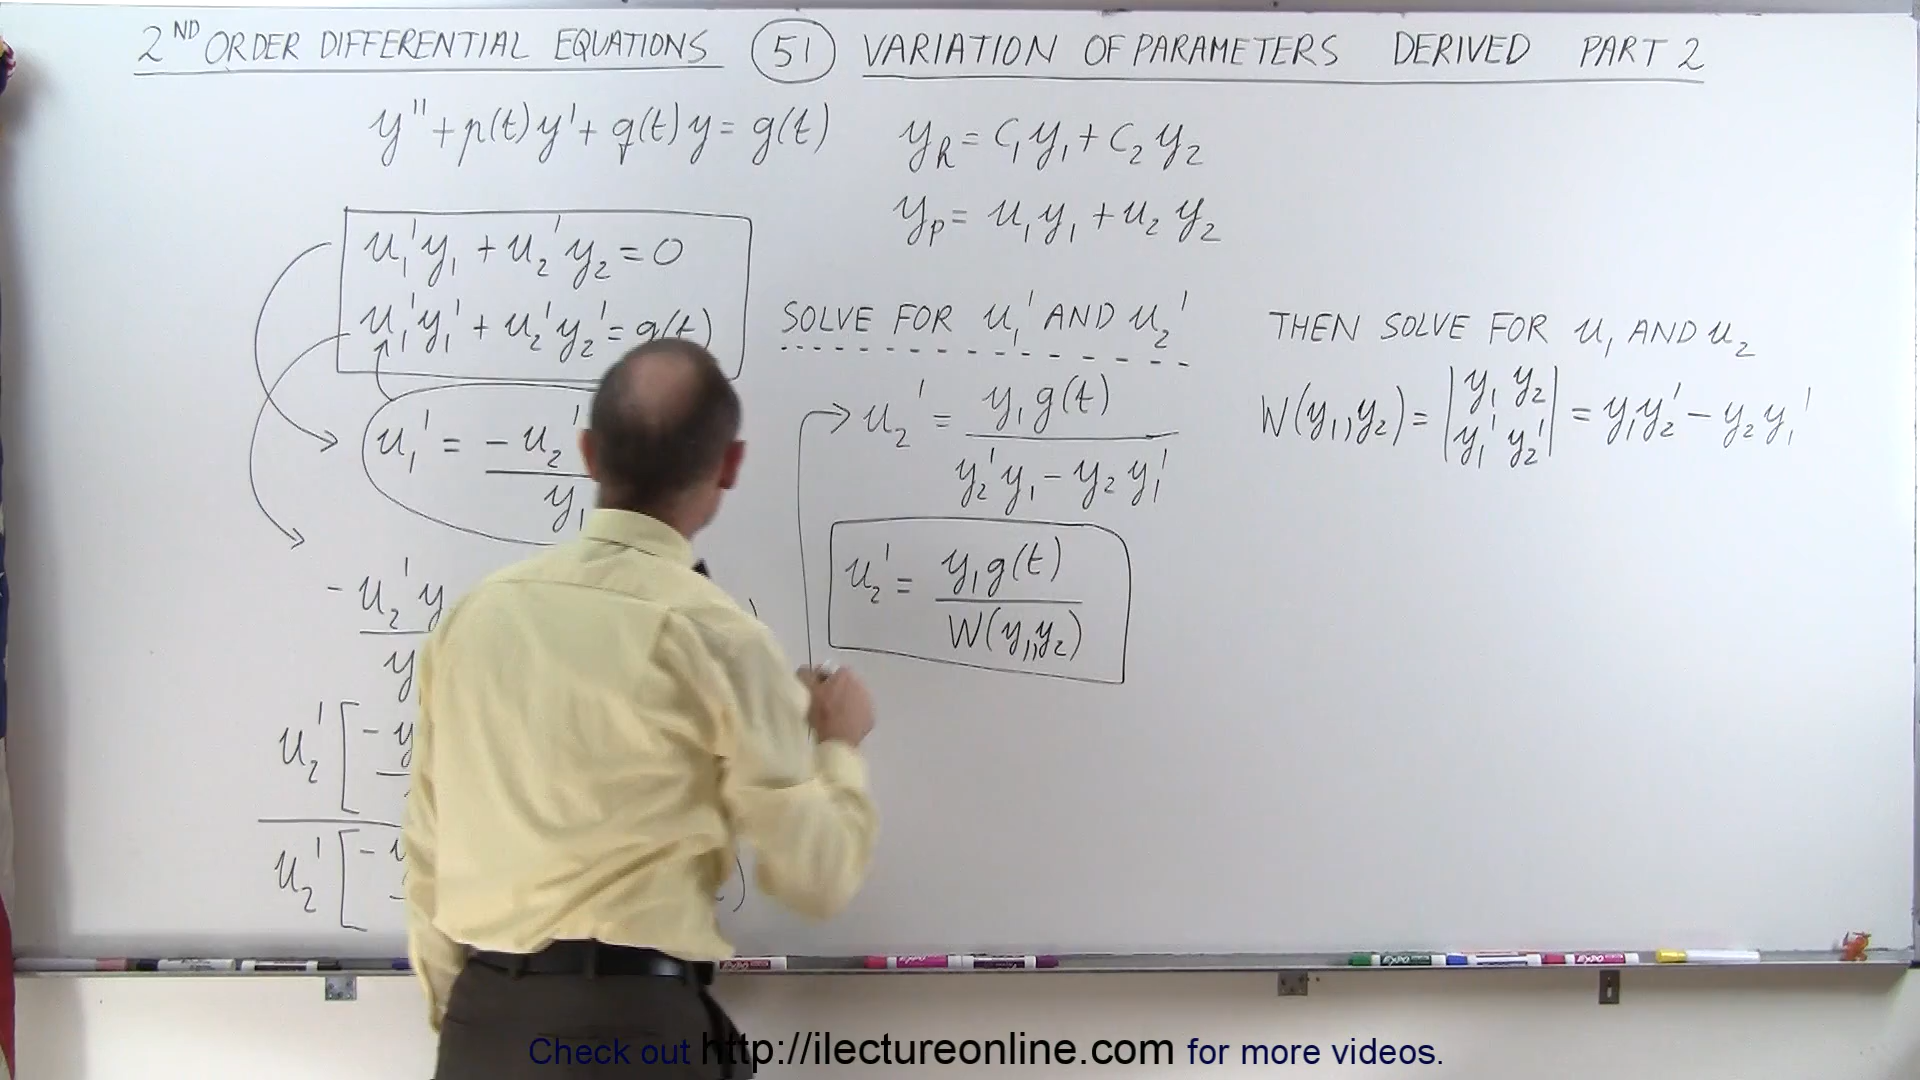 2ND ORDER DIFFERENTIAL EQUATIONS (51) VARIATION OF PARAMETERS DERIVED PART 2
y'' + p(t)y' + q(t)y = g(t)
y_h = C₁y₁ + C₂y₂
y_p = u₁y₁ + u₂y₂
u₁'y₁ + u₂'y₂ = 0
u₁'y₁' + u₂'y₂' = g(t)
u₁' = -u₂'
y₁
-u₂'y
y
u₂' [ -y
u₂' [ -y
SOLVE FOR u₁' AND u₂'
u₂' = y₁g(t)
y₂'y₁ - y₂y₁'
u₂' = y₁g(t)
W(y₁,y₂)
THEN SOLVE FOR u₁ AND u₂
W(y₁,y₂) = | y₁ y₂ | = y₁y₂' - y₂y₁'
| y₁' y₂' |
Check out http://ilectureonline.com for more videos.